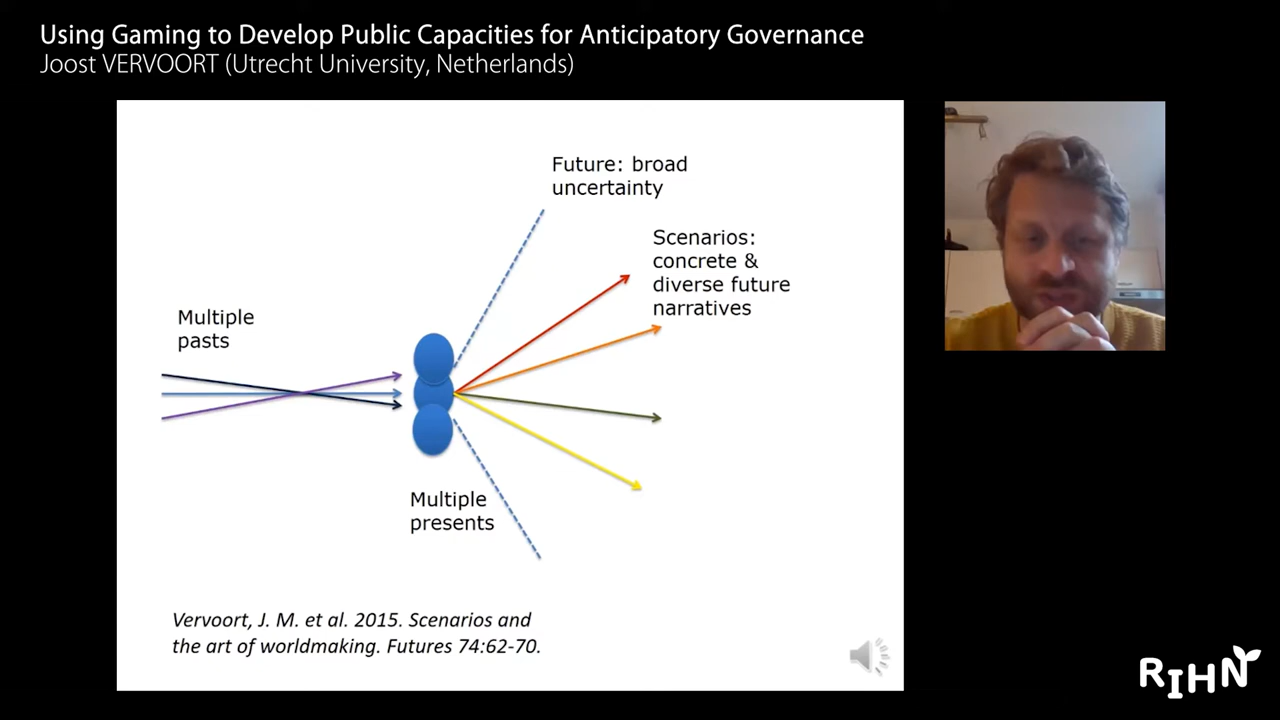 Using Gaming to Develop Public Capacities for Anticipatory Governance
Joost VERVOORT (Utrecht University, Netherlands)
Future: broad
uncertainty
Scenarios:
concrete &
diverse future
narratives
Multiple
pasts
Multiple
presents
Vervoort, J. M. et al. 2015. Scenarios and
the art of worldmaking. Futures 74:62-70.
RIHN